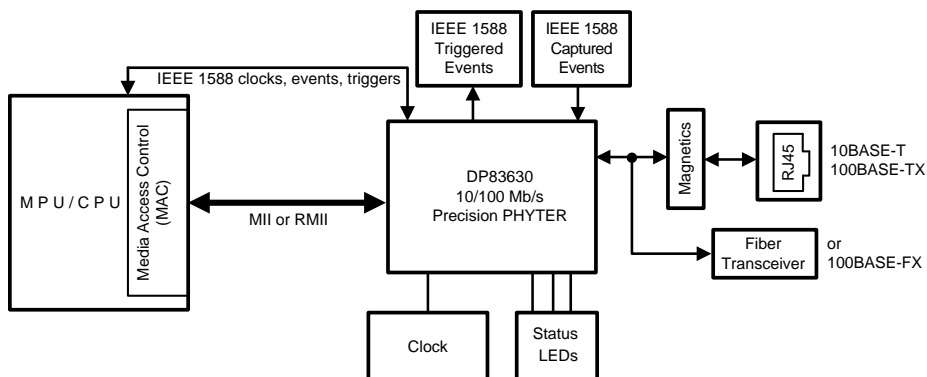 IEEE 1588
Triggered
Events
IEEE 1588
Captured
Events
IEEE 1588 clocks, events, triggers
MPU/CPU
Media Access Control
(MAC)
MII or RMII
DP83630
10/100 Mb/s
Precision PHYTER
Magnetics
RJ45
10BASE-T
100BASE-TX
Fiber
Transceiver
or
100BASE-FX
Clock
Status
LEDs